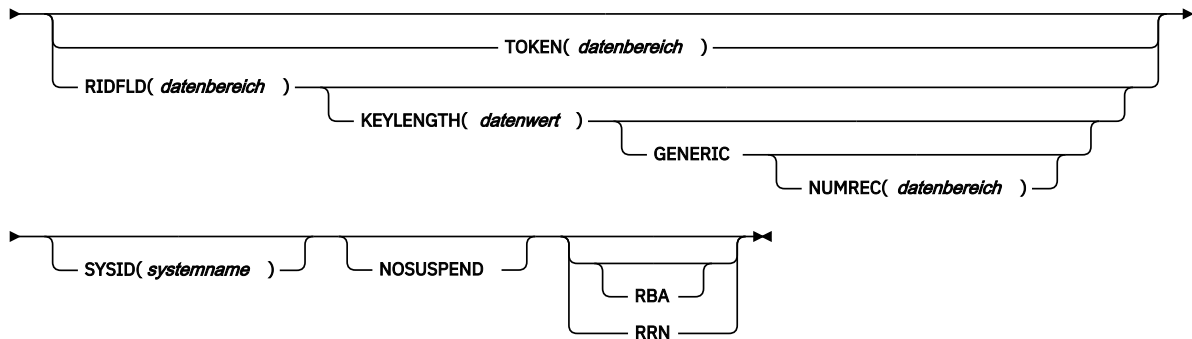 TOKEN( datenbereich )
RIDFLD( datenbereich )
KEYLENGTH( datenwert )
GENERIC
NUMREC( datenbereich )
SYSID( systemname )
NOSUSPEND
RBA
RRN